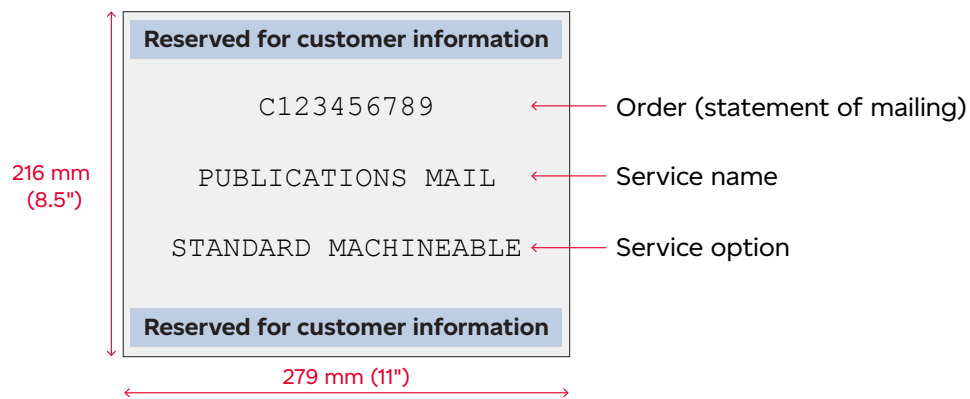 Reserved for customer information
C123456789
Order (statement of mailing)
216 mm
(8.5")
PUBLICATIONS MAIL
Service name
STANDARD MACHINEABLE
Service option
Reserved for customer information
279 mm (11")